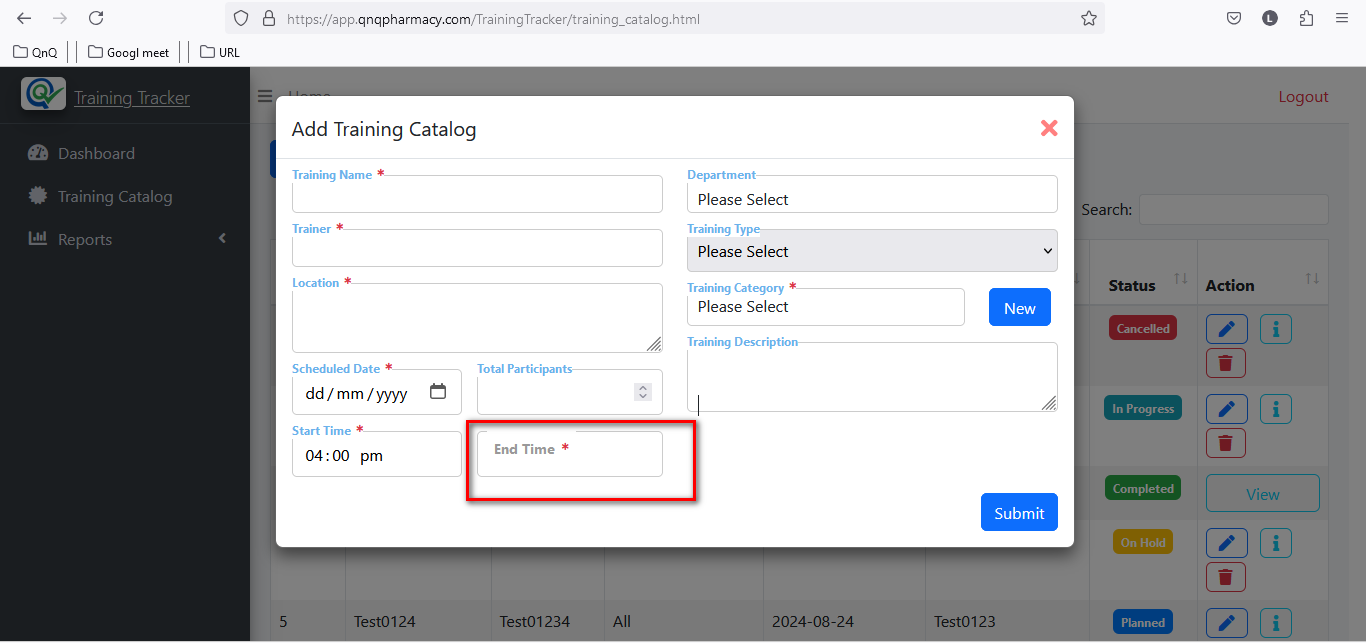 https://app.qnqpharmacy.com/TrainingTracker/training_catalog.html
L
QnQ
Googl meet
URL
Training Tracker
Home
Logout
Dashboard
Training Catalog
Reports
Add Training Catalog
Training Name *
Department
Please Select
Trainer *
Training Type
Please Select
Location *
Training Category *
Please Select
New
Training Description
Scheduled Date *
dd/mm/yyyy
Total Participants
Start Time *
04:00 pm
End Time *
Submit
Search:
Status
Action
Cancelled
In Progress
Completed
View
On Hold
5 Test0124 Test01234 All 2024-08-24 Test0123 Planned